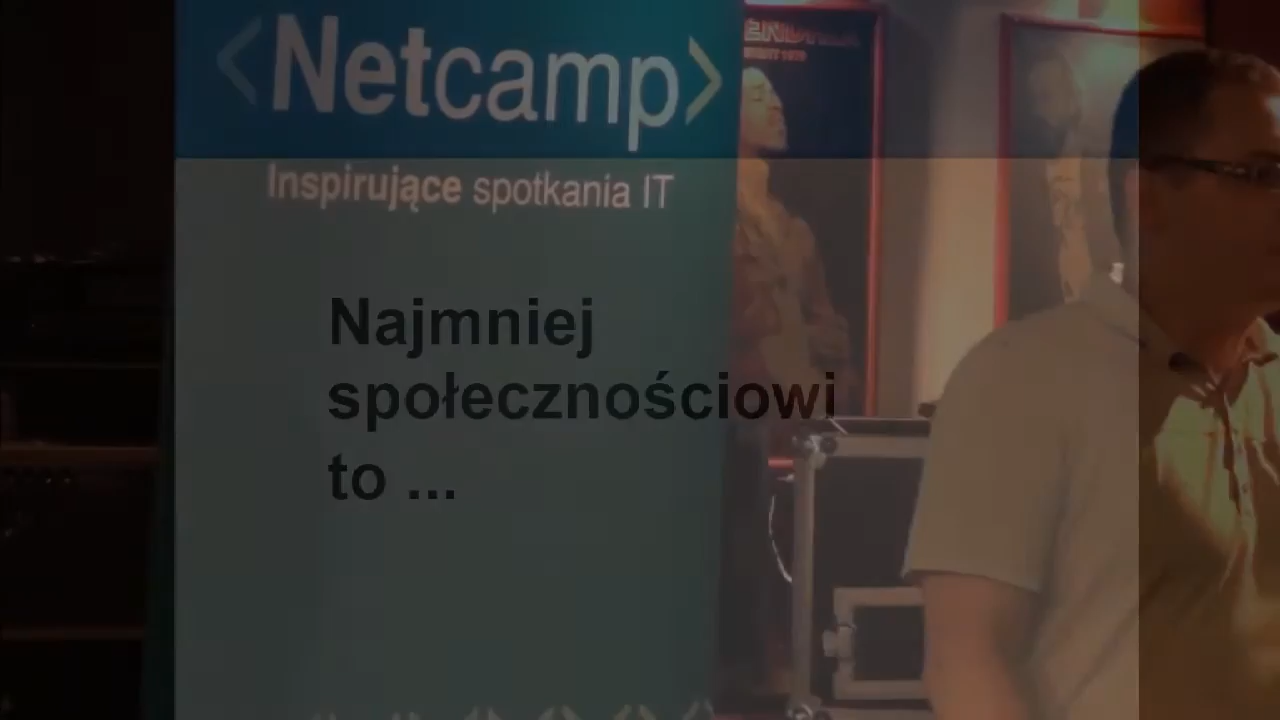 <Netcamp>
Inspirujące spotkania IT
Najmniej
społecznościowi
to ...